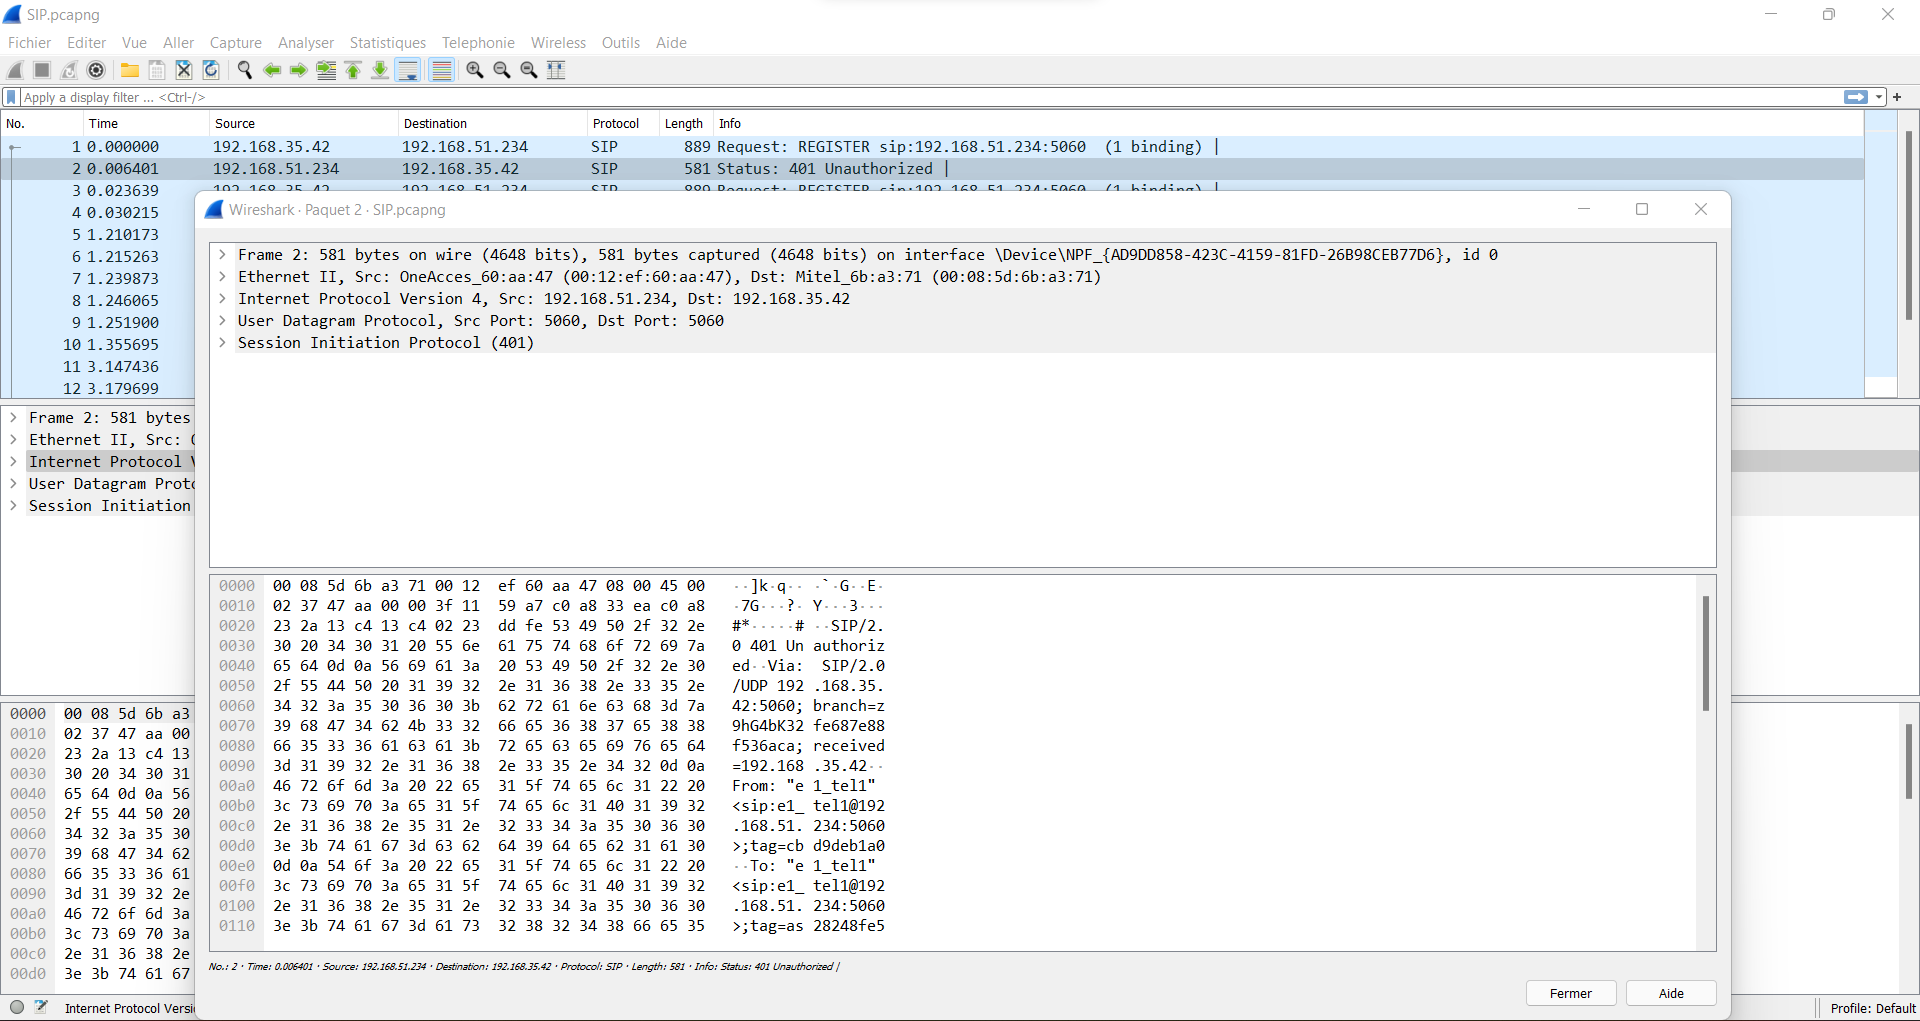 SIP.pcapng
Fichier Editer Vue Aller Capture Analyser Statistiques Telephonie Wireless Outils Aide
Apply a display filter ... <Ctrl-/>
No. Time Source Destination Protocol Length Info
1 0.000000 192.168.35.42 192.168.51.234 SIP 889 Request: REGISTER sip:192.168.51.234:5060 (1 binding) |
2 0.006401 192.168.51.234 192.168.35.42 SIP 581 Status: 401 Unauthorized |
3 0.023639 192.168.35.42 192.168.51.234 SIP 889 Request: REGISTER sip:192.168.51.234:5060 (1 binding) |
4 0.030215
5 1.210173
6 1.215263
7 1.239873
8 1.246065
9 1.251900
10 1.355695
11 3.147436
12 3.179699
Frame 2: 581 bytes
Ethernet II, Src:
Internet Protocol
User Datagram Proto
Session Initiation
0000 00 08 5d 6b a3
0010 02 37 47 aa 00
0020 23 2a 13 c4 13
0030 30 20 34 30 31
0040 65 64 0d 0a 56
0050 2f 55 44 50 20
0060 34 32 3a 35 30
0070 39 68 47 34 62
0080 66 35 33 36 61
0090 3d 31 39 32 2e
00a0 46 72 6f 6d 3a
00b0 3c 73 69 70 3a
00c0 2e 31 36 38 2e
00d0 3e 3b 74 61 67
Wireshark · Paquet 2 · SIP.pcapng
Frame 2: 581 bytes on wire (4648 bits), 581 bytes captured (4648 bits) on interface \Device\NPF_{AD9DD858-423C-4159-81FD-26B98CEB77D6}, id 0
Ethernet II, Src: OneAcces_60:aa:47 (00:12:ef:60:aa:47), Dst: Mitel_6b:a3:71 (00:08:5d:6b:a3:71)
Internet Protocol Version 4, Src: 192.168.51.234, Dst: 192.168.35.42
User Datagram Protocol, Src Port: 5060, Dst Port: 5060
Session Initiation Protocol (401)
0000 00 08 5d 6b a3 71 00 12 ef 60 aa 47 08 00 45 00 ··]k·q·· ·`·G··E·
0010 02 37 47 aa 00 00 3f 11 59 a7 c0 a8 33 ea c0 a8 ·7G···?· Y···3···
0020 23 2a 13 c4 13 c4 02 23 dd fe 53 49 50 2f 32 2e #*·····# ··SIP/2.
0030 30 20 34 30 31 20 55 6e 61 75 74 68 6f 72 69 7a 0 401 Un authoriz
0040 65 64 0d 0a 56 69 61 3a 20 53 49 50 2f 32 2e 30 ed··Via: SIP/2.0
0050 2f 55 44 50 20 31 39 32 2e 31 36 38 2e 33 35 2e /UDP 192 .168.35.
0060 34 32 3a 35 30 36 30 3b 62 72 61 6e 63 68 3d 7a 42:5060; branch=z
0070 39 68 47 34 62 4b 33 32 66 65 36 38 37 65 38 38 9hG4bK32 fe687e88
0080 66 35 33 36 61 63 61 3b 72 65 63 65 69 76 65 64 f536aca; received
0090 3d 31 39 32 2e 31 36 38 2e 33 35 2e 34 32 0d 0a =192.168 .35.42··
00a0 46 72 6f 6d 3a 20 22 65 31 5f 74 65 6c 31 22 20 From: "e 1_tel1"
00b0 3c 73 69 70 3a 65 31 5f 74 65 6c 31 40 31 39 32 <sip:e1_ tel1@192
00c0 2e 31 36 38 2e 35 31 2e 32 33 34 3a 35 30 36 30 .168.51. 234:5060
00d0 3e 3b 74 61 67 3d 63 62 64 39 64 65 62 31 61 30 >;tag=cb d9deb1a0
00e0 0d 0a 54 6f 3a 20 22 65 31 5f 74 65 6c 31 22 20 ··To: "e 1_tel1"
00f0 3c 73 69 70 3a 65 31 5f 74 65 6c 31 40 31 39 32 <sip:e1_ tel1@192
0100 2e 31 36 38 2e 35 31 2e 32 33 34 3a 35 30 36 30 .168.51. 234:5060
0110 3e 3b 74 61 67 3d 61 73 32 38 32 34 38 66 65 35 >;tag=as 28248fe5
No.: 2 · Time: 0.006401 · Source: 192.168.51.234 · Destination: 192.168.35.42 · Protocol: SIP · Length: 581 · Info: Status: 401 Unauthorized |
Fermer Aide
Internet Protocol Versi Profile: Default